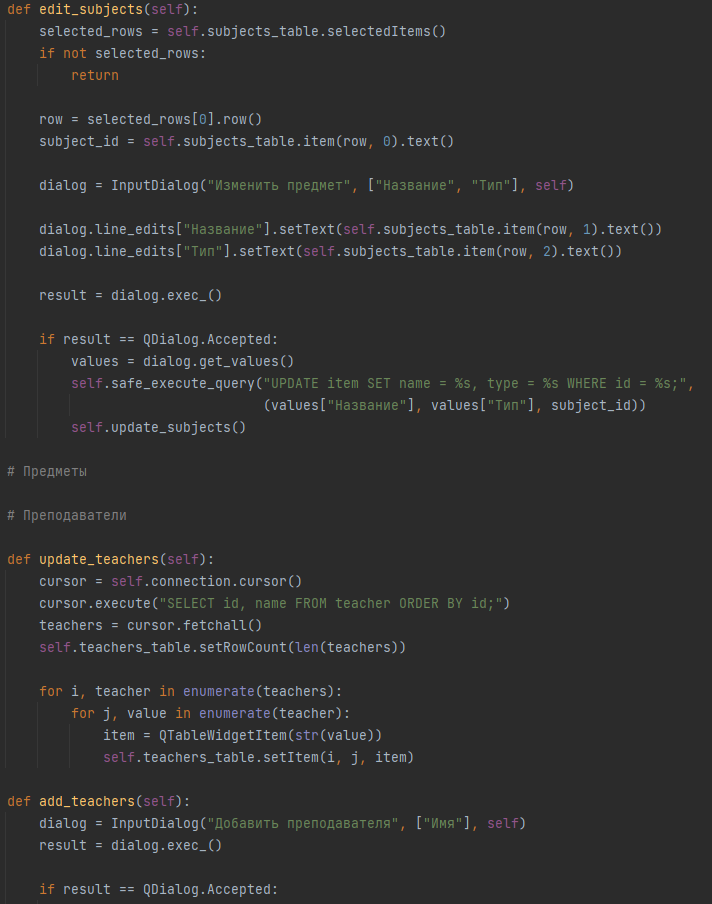 def edit_subjects(self):
    selected_rows = self.subjects_table.selectedItems()
    if not selected_rows:
        return

    row = selected_rows[0].row()
    subject_id = self.subjects_table.item(row, 0).text()

    dialog = InputDialog("Изменить предмет", ["Название", "Тип"], self)

    dialog.line_edits["Название"].setText(self.subjects_table.item(row, 1).text())
    dialog.line_edits["Тип"].setText(self.subjects_table.item(row, 2).text())

    result = dialog.exec_()

    if result == QDialog.Accepted:
        values = dialog.get_values()
        self.safe_execute_query("UPDATE item SET name = %s, type = %s WHERE id = %s;",
                                (values["Название"], values["Тип"], subject_id))
        self.update_subjects()

# Предметы

# Преподаватели

def update_teachers(self):
    cursor = self.connection.cursor()
    cursor.execute("SELECT id, name FROM teacher ORDER BY id;")
    teachers = cursor.fetchall()
    self.teachers_table.setRowCount(len(teachers))

    for i, teacher in enumerate(teachers):
        for j, value in enumerate(teacher):
            item = QTableWidgetItem(str(value))
            self.teachers_table.setItem(i, j, item)

def add_teachers(self):
    dialog = InputDialog("Добавить преподавателя", ["Имя"], self)
    result = dialog.exec_()

    if result == QDialog.Accepted: